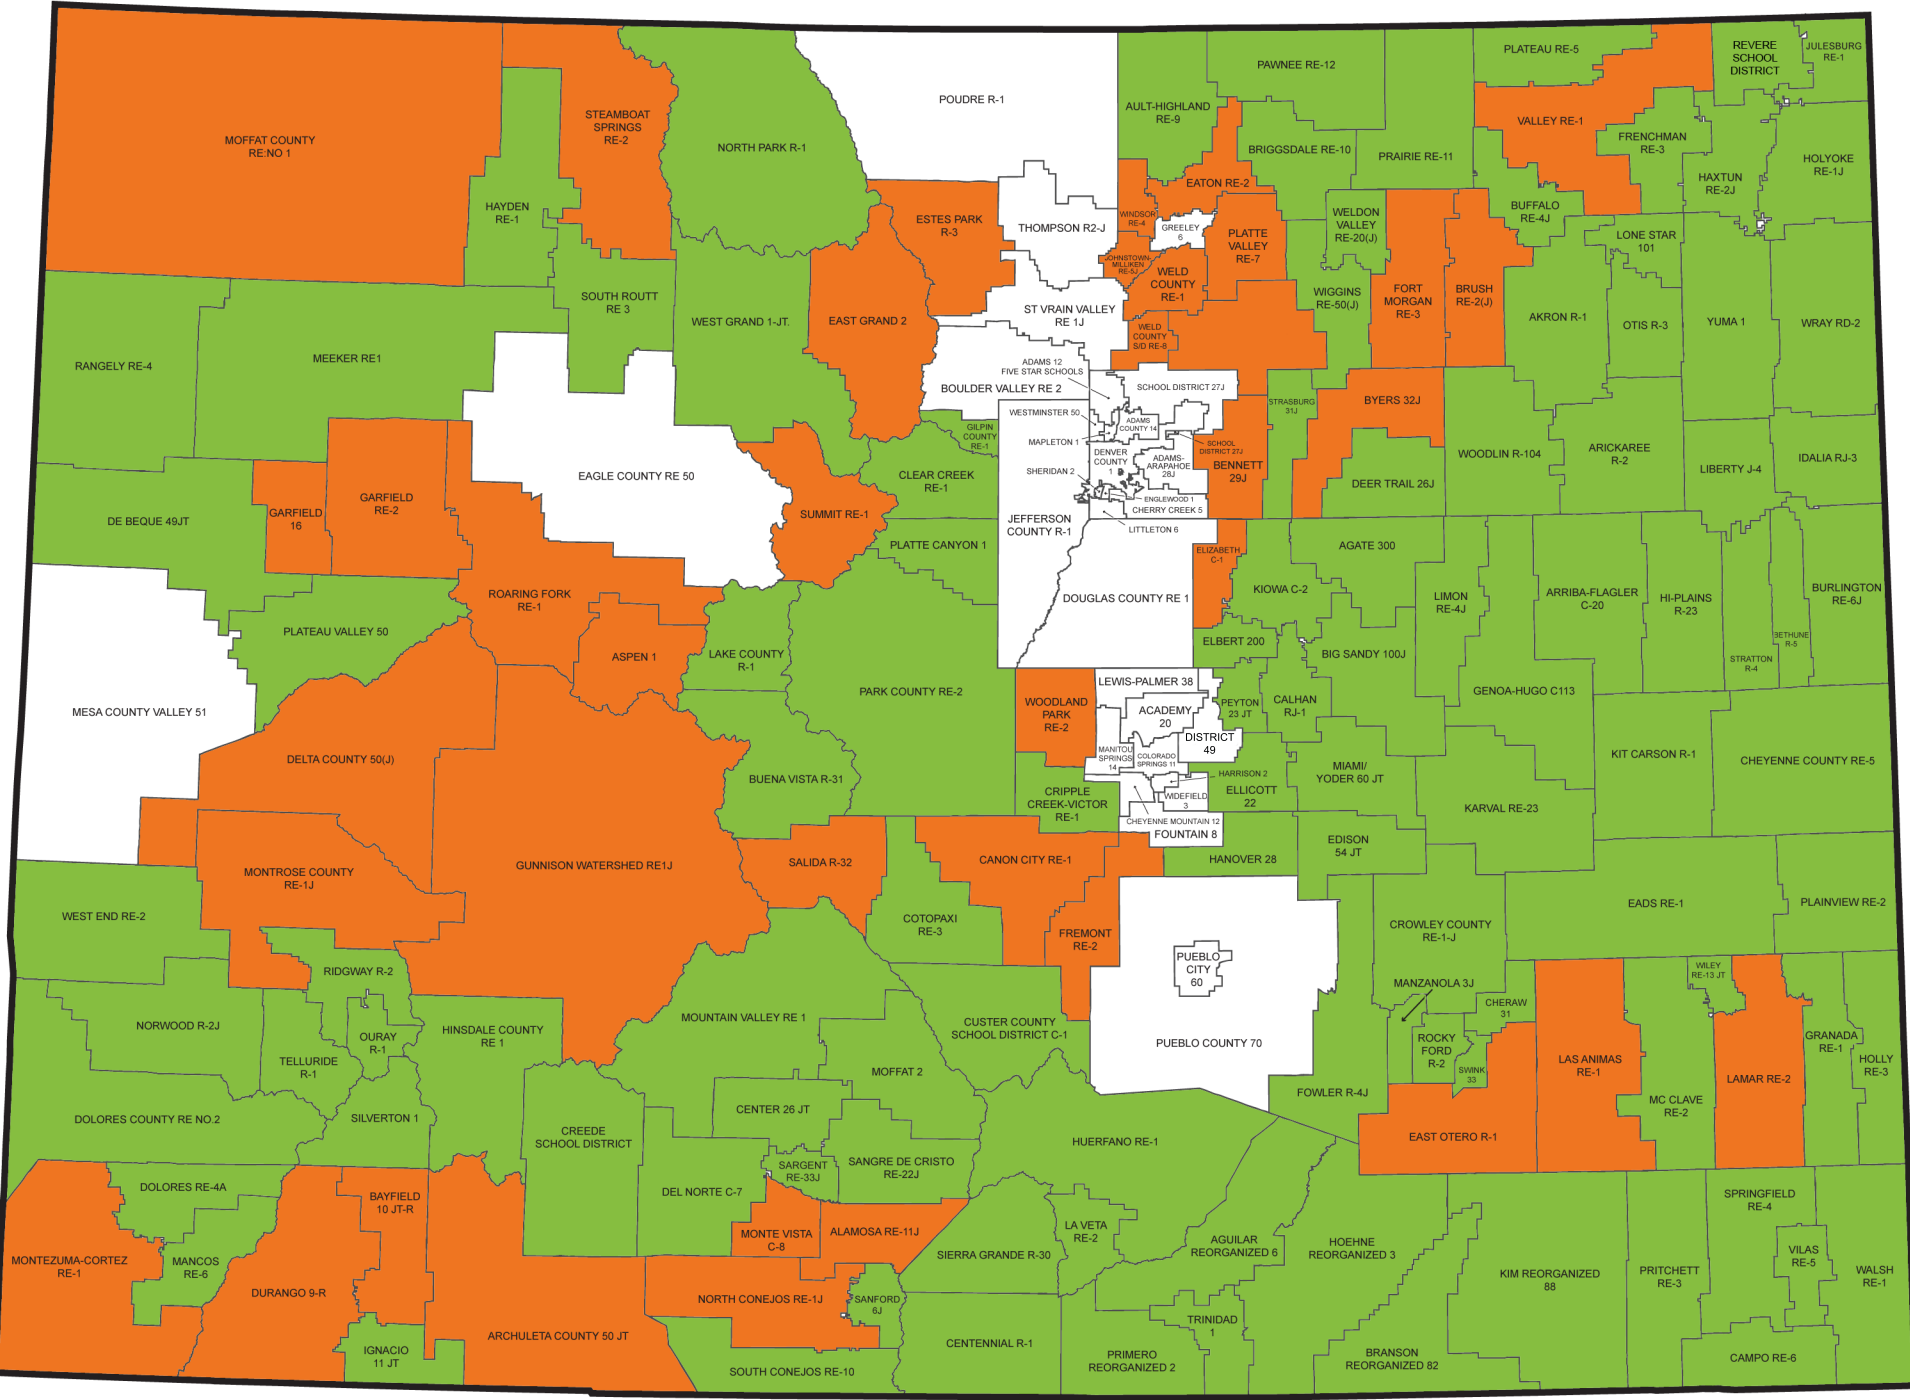 PLATEAU RE-5
REVERE
SCHOOL
DISTRICT
JULESBURG
RE-1
PAWNEE RE-12
POUDRE R-1
AULT-HIGHLAND
RE-9
STEAMBOAT
SPRINGS
RE-2
VALLEY RE-1
MOFFAT COUNTY
RE:NO 1
NORTH PARK R-1
BRIGGSDALE RE-10
PRAIRIE RE-11
FRENCHMAN
RE-3
HOLYOKE
RE-1J
HAXTUN
RE-2J
EATON RE-2
HAYDEN
RE-1
ESTES PARK
R-3
THOMPSON R2-J
WINDSOR
RE-4
GREELEY
6
WELDON
VALLEY
RE-20(J)
BUFFALO
RE-4J
PLATTE
VALLEY
RE-7
LONE STAR
101
JOHNSTOWN-
MILLIKEN
RE-5J
WELD
COUNTY
RE-1
SOUTH ROUTT
RE 3
WIGGINS
RE-50(J)
FORT
MORGAN
RE-3
BRUSH
RE-2(J)
WEST GRAND 1-JT.
EAST GRAND 2
ST VRAIN VALLEY
RE 1J
AKRON R-1
OTIS R-3
YUMA 1
WRAY RD-2
WELD
COUNTY
S/D RE-8
RANGELY RE-4
MEEKER RE1
ADAMS 12
FIVE STAR SCHOOLS
BOULDER VALLEY RE 2
SCHOOL DISTRICT 27J
STRASBURG
31J
BYERS 32J
WESTMINSTER 50
ADAMS
COUNTY 14
GILPIN
COUNTY
RE-1
MAPLETON 1
SCHOOL
DISTRICT 27J
WOODLIN R-104
ARICKAREE
R-2
LIBERTY J-4
IDALIA RJ-3
EAGLE COUNTY RE 50
CLEAR CREEK
RE-1
SHERIDAN 2
DENVER
COUNTY
1
ADAMS-
ARAPAHOE
28J
BENNETT
29J
DEER TRAIL 26J
ENGLEWOOD 1
CHERRY CREEK 5
GARFIELD
RE-2
GARFIELD
16
DE BEQUE 49JT
SUMMIT RE-1
JEFFERSON
COUNTY R-1
LITTLETON 6
PLATTE CANYON 1
ELIZABETH
C-1
AGATE 300
ROARING FORK
RE-1
DOUGLAS COUNTY RE 1
KIOWA C-2
LIMON
RE-4J
ARRIBA-FLAGLER
C-20
HI-PLAINS
R-23
BURLINGTON
RE-6J
PLATEAU VALLEY 50
ASPEN 1
LAKE COUNTY
R-1
ELBERT 200
BIG SANDY 100J
STRATTON
R-4
BETHUNE
R-5
MESA COUNTY VALLEY 51
PARK COUNTY RE-2
LEWIS-PALMER 38
GENOA-HUGO C113
WOODLAND
PARK
RE-2
ACADEMY
20
PEYTON
23 JT
CALHAN
RJ-1
DISTRICT
49
DELTA COUNTY 50(J)
MANITOU
SPRINGS
14
COLORADO
SPRINGS 11
KIT CARSON R-1
CHEYENNE COUNTY RE-5
BUENA VISTA R-31
HARRISON 2
MIAMI/
YODER 60 JT
CRIPPLE
CREEK-VICTOR
RE-1
WIDEFIELD
3
ELLICOTT
22
KARVAL RE-23
CHEYENNE MOUNTAIN 12
FOUNTAIN 8
EDISON
54 JT
GUNNISON WATERSHED RE1J
SALIDA R-32
CANON CITY RE-1
HANOVER 28
MONTROSE COUNTY
RE-1J
WEST END RE-2
COTOPAXI
RE-3
FREMONT
RE-2
CROWLEY COUNTY
RE-1-J
EADS RE-1
PLAINVIEW RE-2
PUEBLO
CITY
60
RIDGWAY R-2
WILEY
RE-13 JT
MANZANOLA 3J
CHERAW
31
NORWOOD R-2J
OURAY
R-1
HINSDALE COUNTY
RE 1
MOUNTAIN VALLEY RE 1
CUSTER COUNTY
SCHOOL DISTRICT C-1
PUEBLO COUNTY 70
ROCKY
FORD
R-2
GRANADA
RE-1
TELLURIDE
R-1
MOFFAT 2
SWINK
33
LAS ANIMAS
RE-1
HOLLY
RE-3
LAMAR RE-2
FOWLER R-4J
MC CLAVE
RE-2
DOLORES COUNTY RE NO.2
SILVERTON 1
CENTER 26 JT
CREEDE
SCHOOL DISTRICT
HUERFANO RE-1
EAST OTERO R-1
DOLORES RE-4A
SARGENT
RE-33J
SANGRE DE CRISTO
RE-22J
BAYFIELD
10 JT-R
DEL NORTE C-7
SPRINGFIELD
RE-4
MONTE VISTA
C-8
ALAMOSA RE-11J
LA VETA
RE-2
MONTEZUMA-CORTEZ
RE-1
MANCOS
RE-6
SIERRA GRANDE R-30
AGUILAR
REORGANIZED 6
HOEHNE
REORGANIZED 3
KIM REORGANIZED
88
PRITCHETT
RE-3
VILAS
RE-5
WALSH
RE-1
DURANGO 9-R
NORTH CONEJOS RE-1J
SANFORD
6J
ARCHULETA COUNTY 50 JT
CENTENNIAL R-1
TRINIDAD
1
IGNACIO
11 JT
SOUTH CONEJOS RE-10
PRIMERO
REORGANIZED 2
BRANSON
REORGANIZED 82
CAMPO RE-6